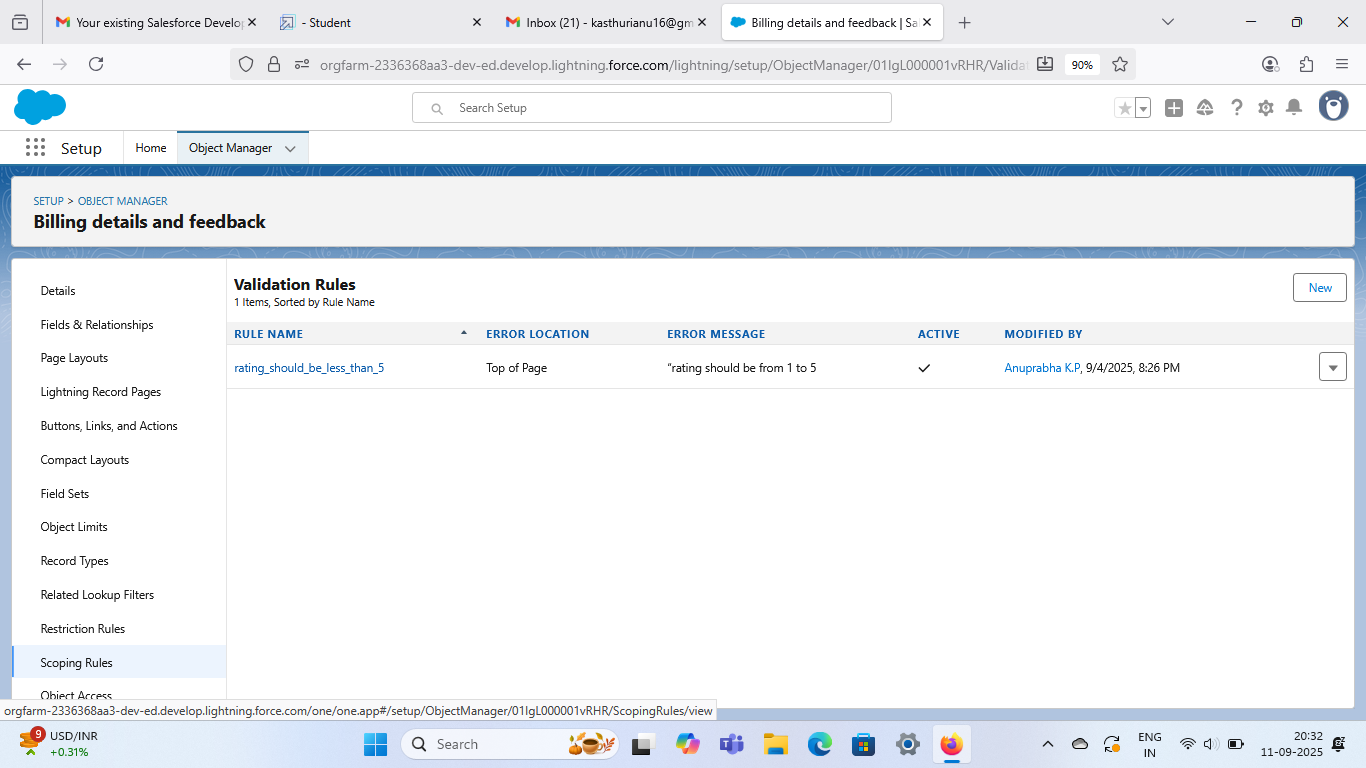 Your existing Salesforce Develo
- Student
Inbox (21) - kasthurianu16@gm
Billing details and feedback | Sa
orgfarm-2336368aa3-dev-ed.develop.lightning.force.com/lightning/setup/ObjectManager/01IgL000001vRHR/Validat
90%
Search Setup
Setup
Home
Object Manager
SETUP > OBJECT MANAGER
Billing details and feedback
Details
Fields & Relationships
Page Layouts
Lightning Record Pages
Buttons, Links, and Actions
Compact Layouts
Field Sets
Object Limits
Record Types
Related Lookup Filters
Restriction Rules
Scoping Rules
Object Access
Validation Rules
1 Items, Sorted by Rule Name
New
RULE NAME ERROR LOCATION ERROR MESSAGE ACTIVE MODIFIED BY
rating_should_be_less_than_5 Top of Page “rating should be from 1 to 5 Anuprabha K.P, 9/4/2025, 8:26 PM
orgfarm-2336368aa3-dev-ed.develop.lightning.force.com/one/one.app#/setup/ObjectManager/01IgL000001vRHR/ScopingRules/view
9
USD/INR
+0.31%
Search
ENG
IN
20:32
11-09-2025